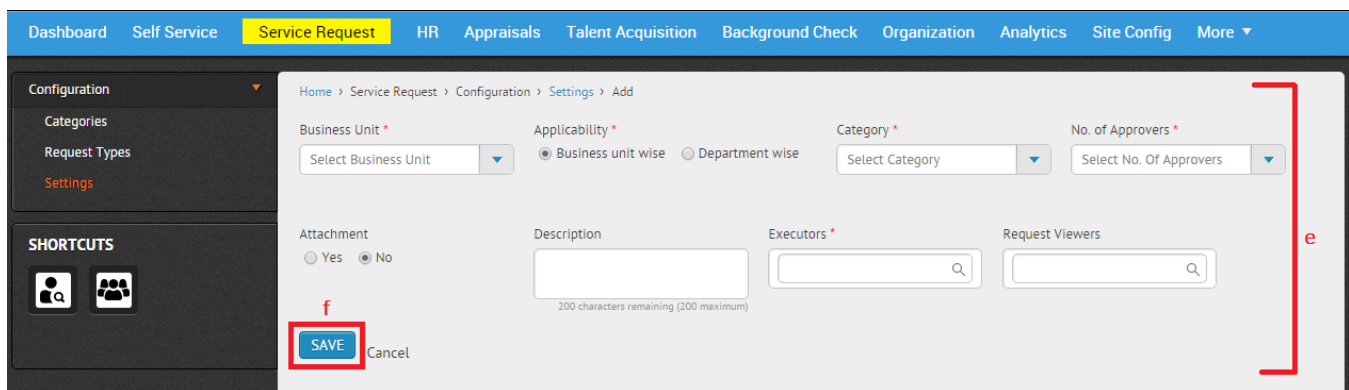 Dashboard Self Service Service Request HR Appraisals Talent Acquisition Background Check Organization Analytics Site Config More
Configuration
Categories
Request Types
Settings
SHORTCUTS
Home > Service Request > Configuration > Settings > Add
Business Unit * Applicability * Category * No. of Approvers *
Select Business Unit Business unit wise Department wise Select Category Select No. Of Approvers
Attachment Description Executors * Request Viewers
Yes No
200 characters remaining (200 maximum)
f
SAVE Cancel
e